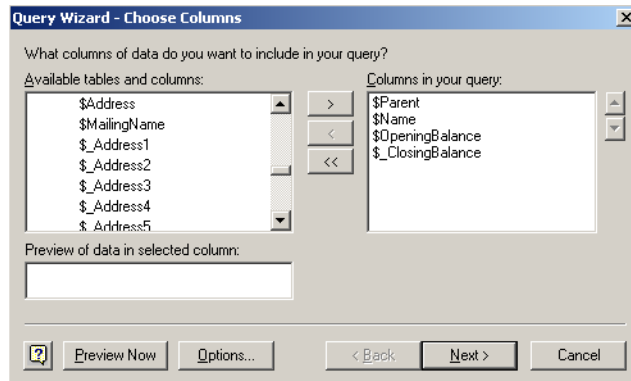 Query Wizard - Choose Columns
What columns of data do you want to include in your query?
Available tables and columns:
Columns in your query:
$Address
$MailingName
$_Address1
$_Address2
$_Address3
$_Address4
$_Address5
>
<
<<
$Parent
$Name
$OpeningBalance
$_ClosingBalance
Preview of data in selected column:
?
Preview Now
Options...
< Back
Next >
Cancel